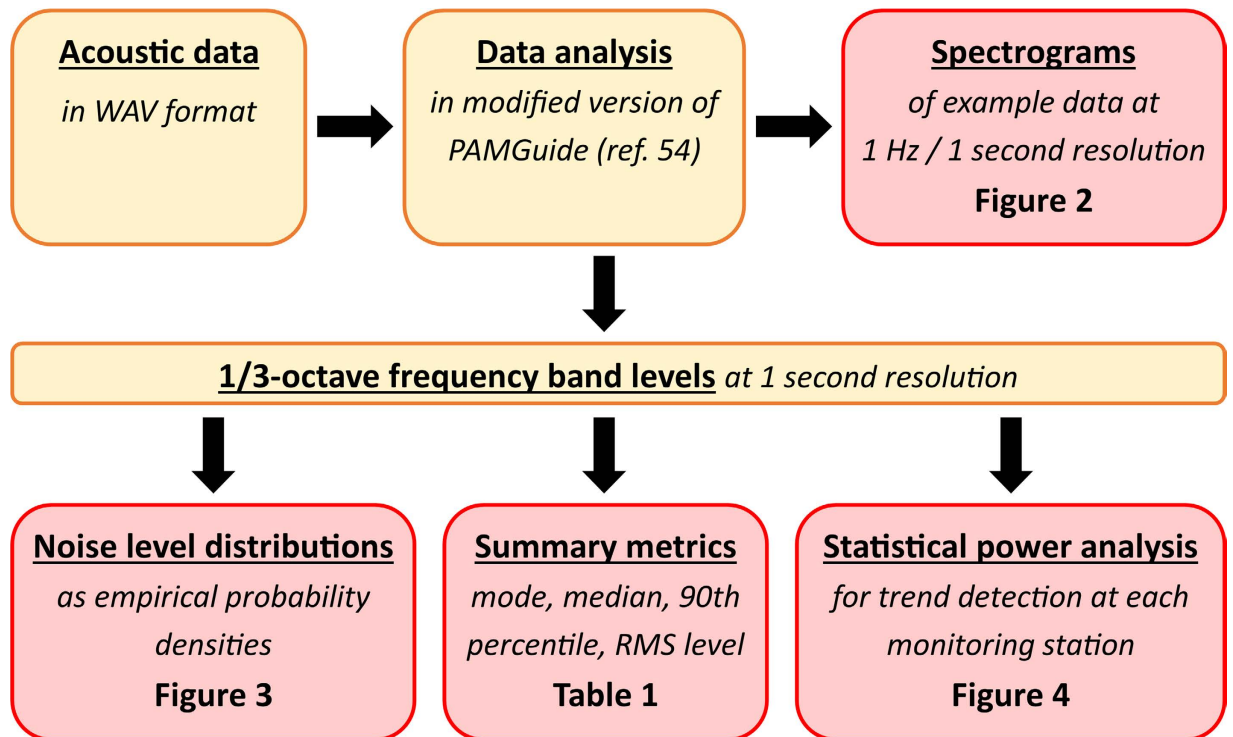 Acoustic data
in WAV format
Data analysis
in modified version of
PAMGuide (ref. 54)
Spectrograms
of example data at
1 Hz / 1 second resolution
Figure 2
1/3-octave frequency band levels at 1 second resolution
Noise level distributions
as empirical probability
densities
Figure 3
Summary metrics
mode, median, 90th
percentile, RMS level
Table 1
Statistical power analysis
for trend detection at each
monitoring station
Figure 4